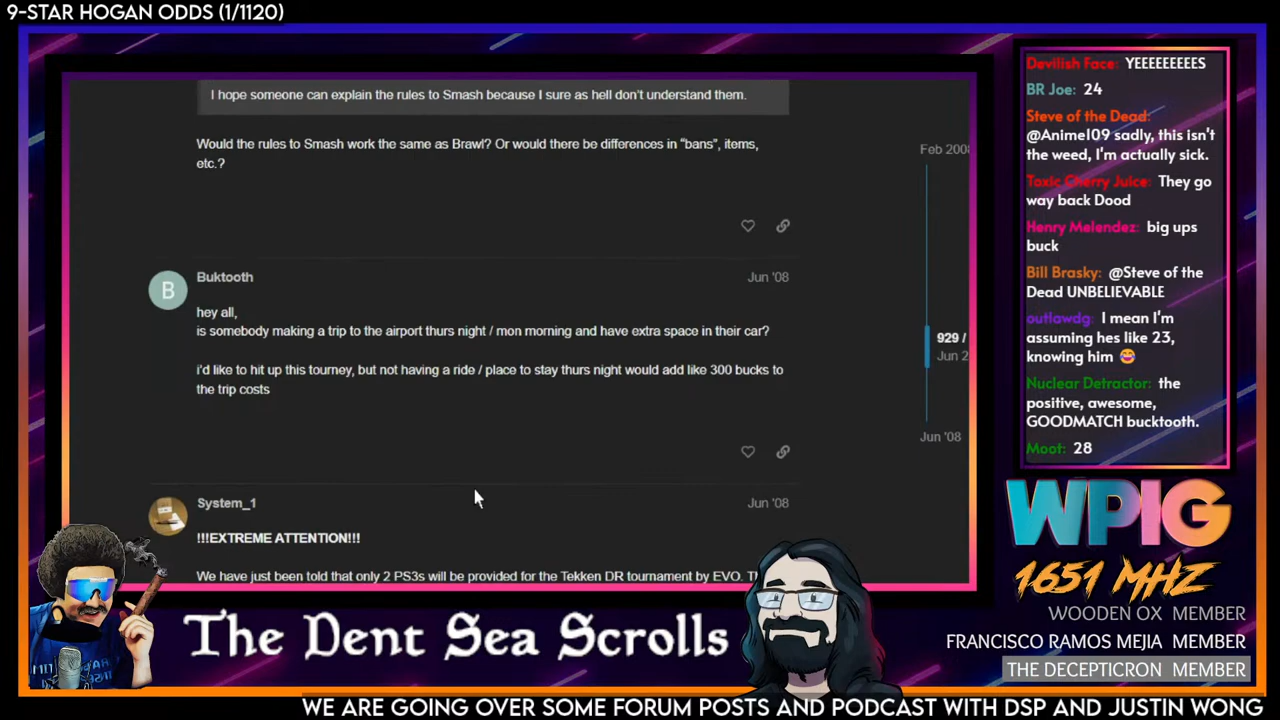 9-STAR HOGAN ODDS (1/1120)
I hope someone can explain the rules to Smash because I sure as hell don't understand them.
Would the rules to Smash work the same as Brawl? Or would there be differences in "bans", items,
etc.?
Feb 2008
Buktooth
Jun '08
B
hey all,
is somebody making a trip to the airport thurs night / mon morning and have extra space in their car?
i'd like to hit up this tourney, but not having a ride / place to stay thurs night would add like 300 bucks to
the trip costs
929 /
Jun 2
Jun '08
System_1
Jun '08
!!!EXTREME ATTENTION!!!
We have just been told that only 2 PS3s will be provided for the Tekken DR tournament by EVO.
Devilish Face: YEEEEEEEES
BR Joe: 24
Steve of the Dead:
@Anime109 sadly, this isn't
the weed, I'm actually sick.
Toxic Cherry Juice: They go
way back Dood
Henry Melendez: big ups
buck
Bill Brasky: @Steve of the
Dead UNBELIEVABLE
outlawdg: I mean I'm
assuming hes like 23,
knowing him
Nuclear Detractor: the
positive, awesome,
GOODMATCH bucktooth.
Moot: 28
WPIG
1651 MHZ
WOODEN OX MEMBER
FRANCISCO RAMOS MEJIA MEMBER
THE DECEPTICRON MEMBER
The Dent Sea Scrolls
WE ARE GOING OVER SOME FORUM POSTS AND PODCAST WITH DSP AND JUSTIN WONG